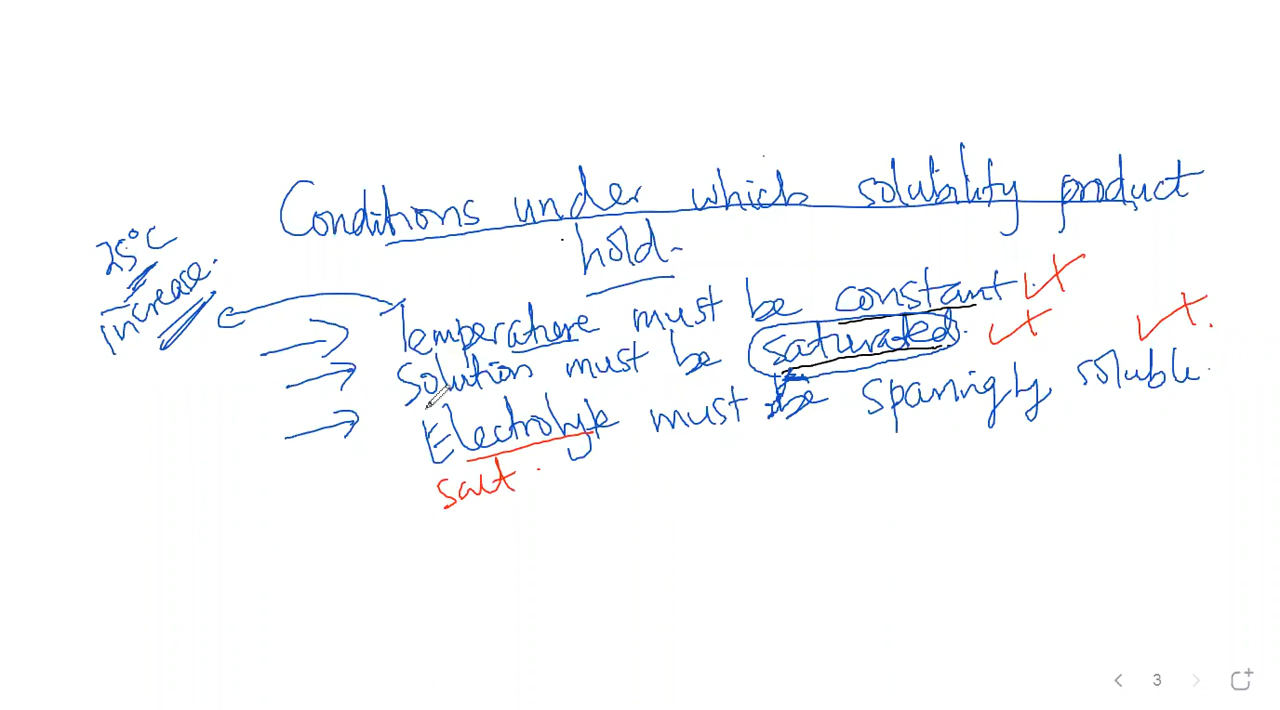 Conditions under which solubility product
hold.
25°C
increase.
Temperature must be constant
Solution must be saturated.
Electrolyte must be sparingly soluble.
salt.
3